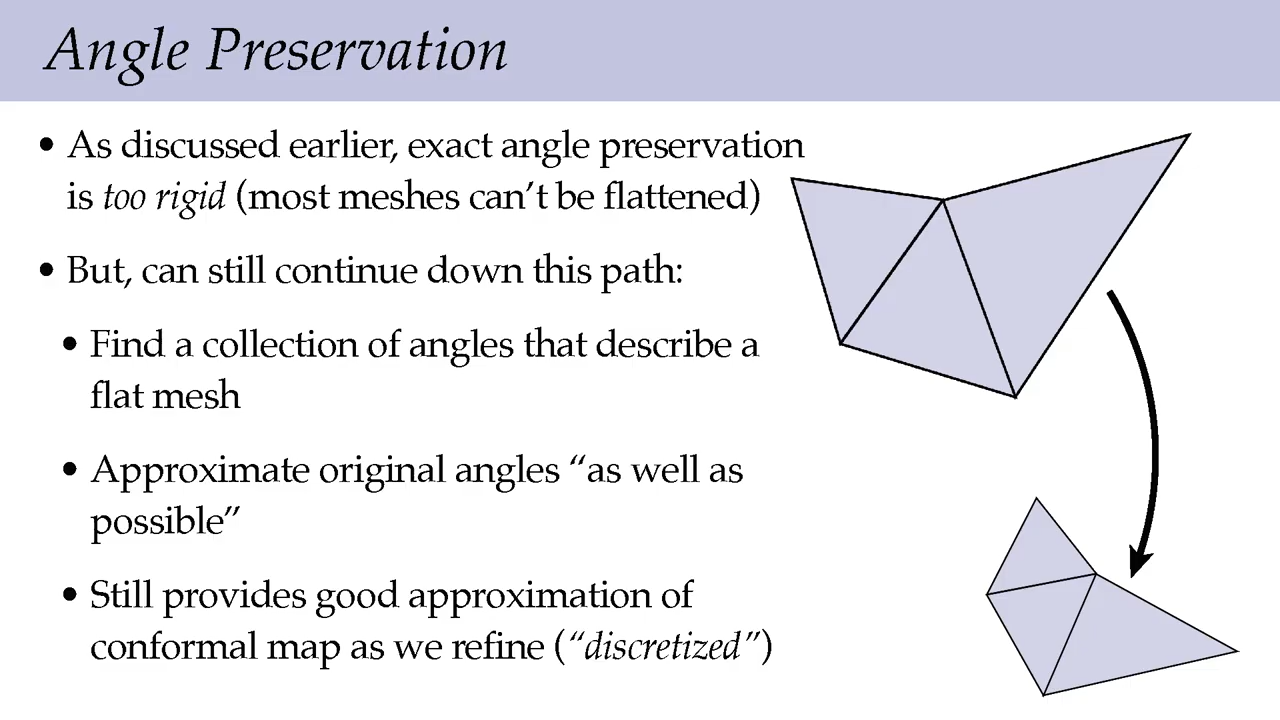 Angle Preservation
• As discussed earlier, exact angle preservation
is too rigid (most meshes can’t be flattened)
• But, can still continue down this path:
• Find a collection of angles that describe a
flat mesh
• Approximate original angles “as well as
possible”
• Still provides good approximation of
conformal map as we refine (“discretized”)